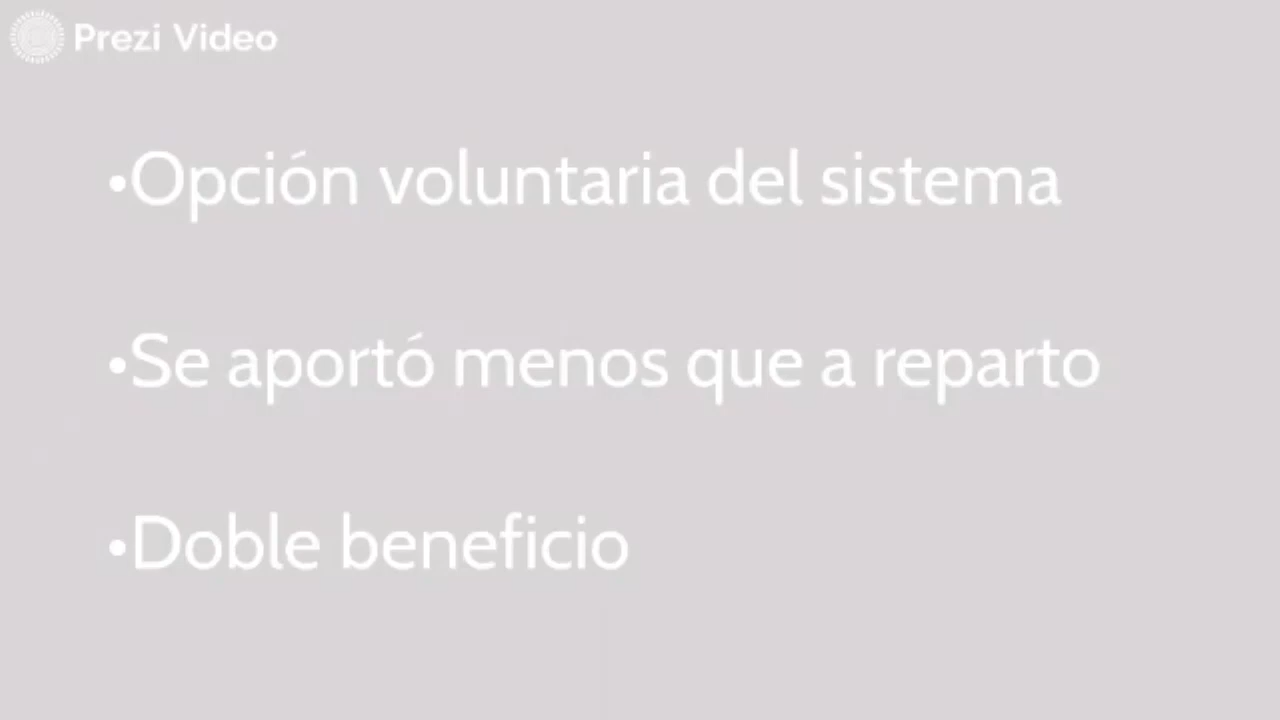 Prezi Video
•Opción voluntaria del sistema
•Se aportó menos que a reparto
•Doble beneficio